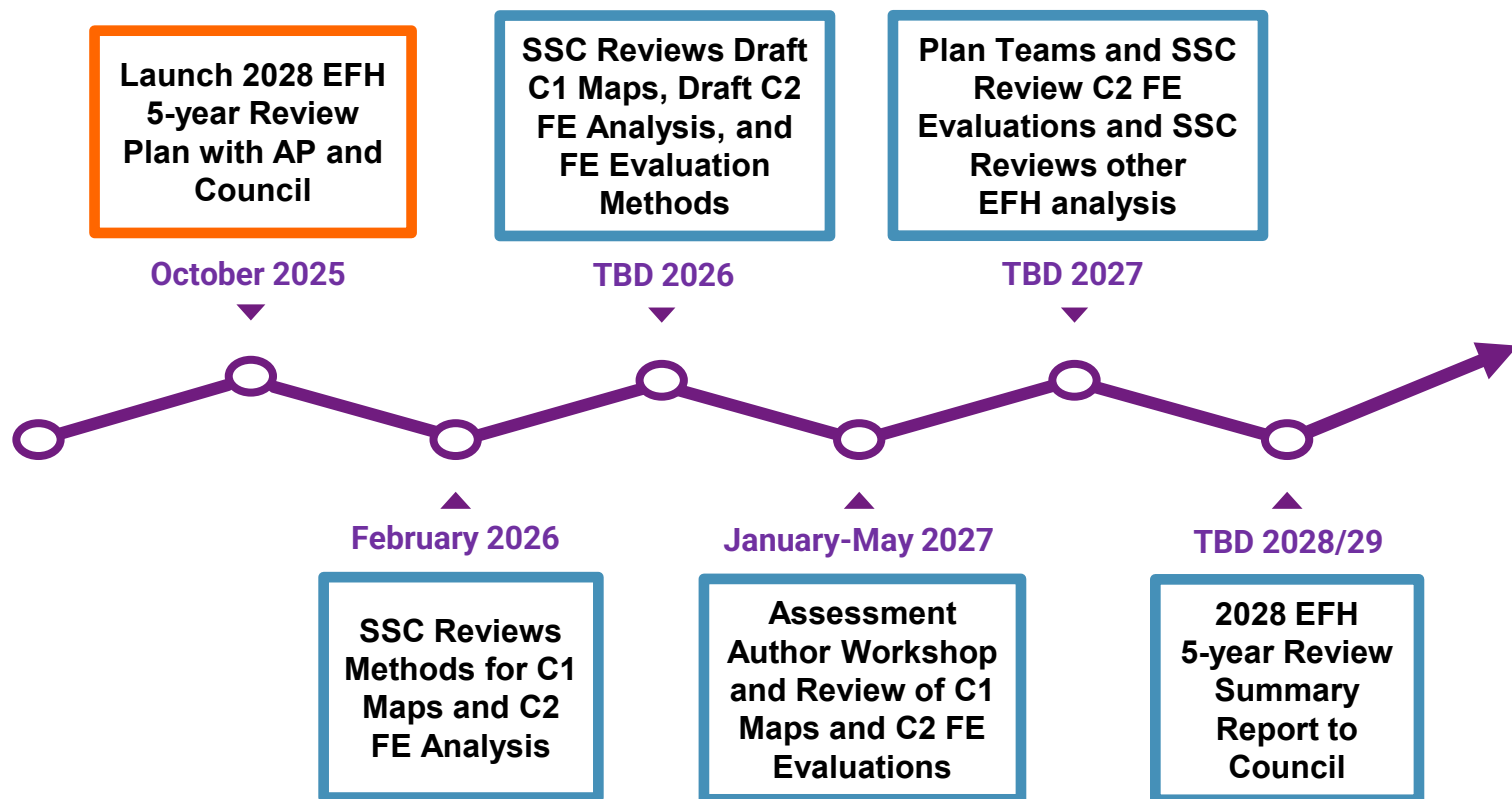 Launch 2028 EFH
5-year Review
Plan with AP and
Council
October 2025
SSC Reviews
Methods for C1
Maps and C2
FE Analysis
February 2026
SSC Reviews Draft
C1 Maps, Draft C2
FE Analysis, and
FE Evaluation
Methods
TBD 2026
January-May 2027
Assessment
Author Workshop
and Review of C1
Maps and C2 FE
Evaluations
Plan Teams and SSC
Review C2 FE
Evaluations and SSC
Reviews other
EFH analysis
TBD 2027
TBD 2028/29
2028 EFH
5-year Review
Summary
Report to
Council